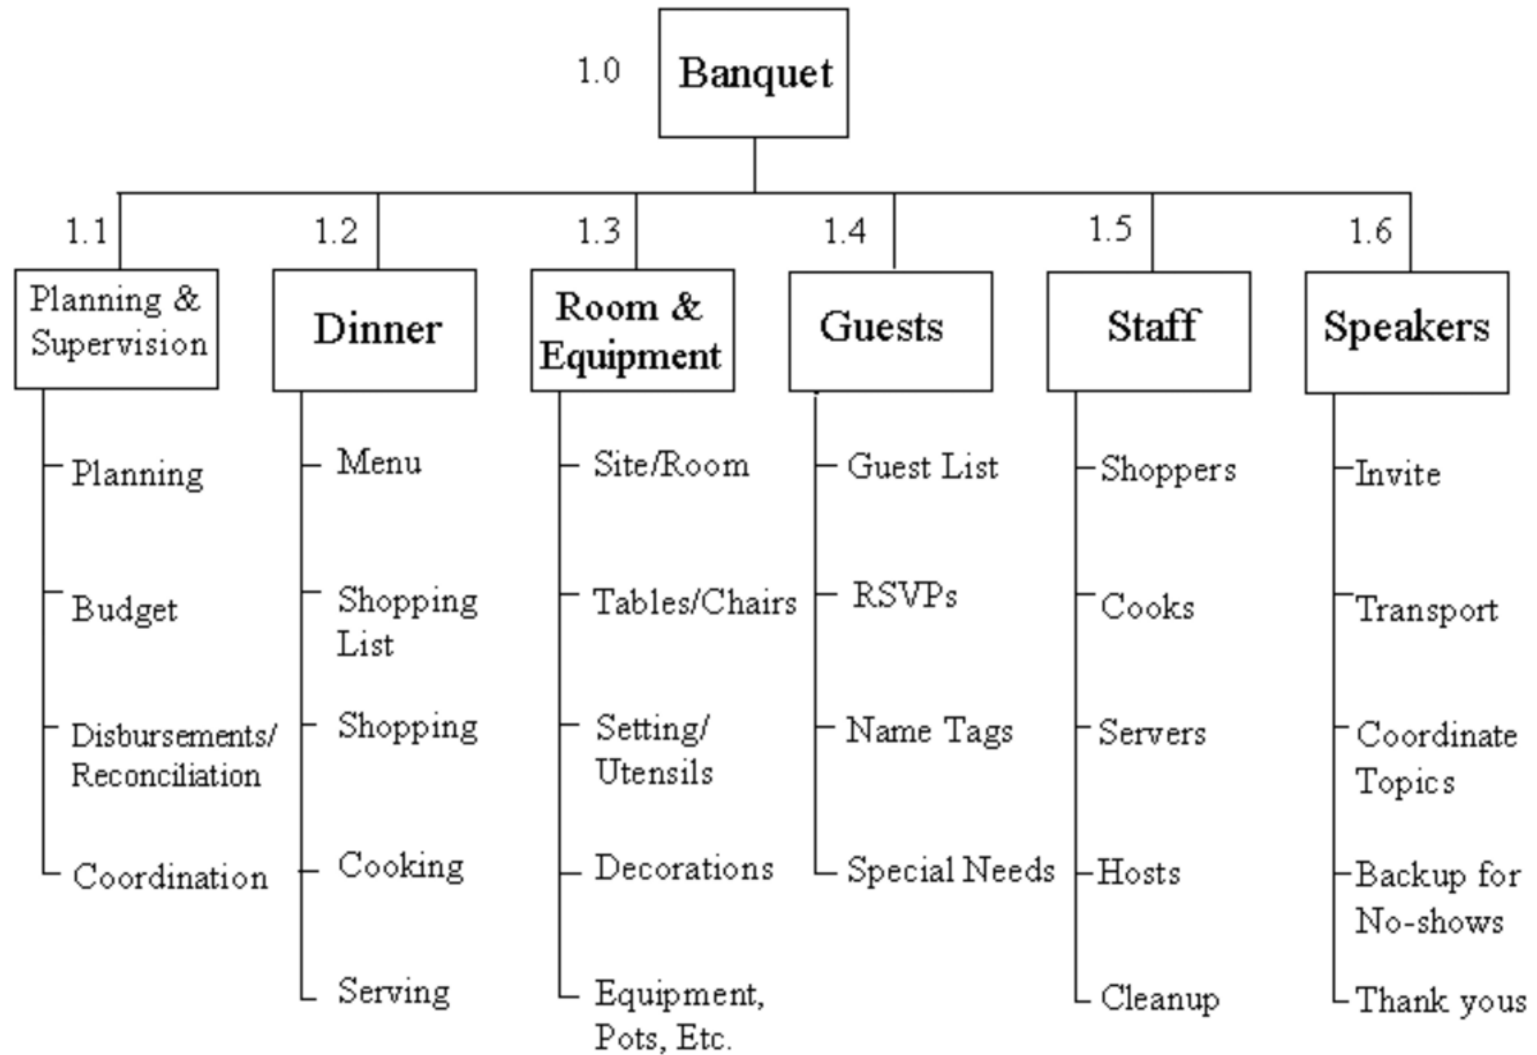 1.0
Banquet
1.1
1.2
1.3
1.4
1.5
1.6
Planning &
Supervision
Dinner
Room &
Equipment
Guests
Staff
Speakers
Planning
Budget
Disbursements/
Reconciliation
Coordination
Menu
Shopping
List
Shopping
Cooking
Serving
Site/Room
Tables/Chairs
Setting/
Utensils
Decorations
Equipment,
Pots, Etc.
Guest List
RSVPs
Name Tags
Special Needs
Shoppers
Cooks
Servers
Hosts
Cleanup
Invite
Transport
Coordinate
Topics
Backup for
No-shows
Thank yous